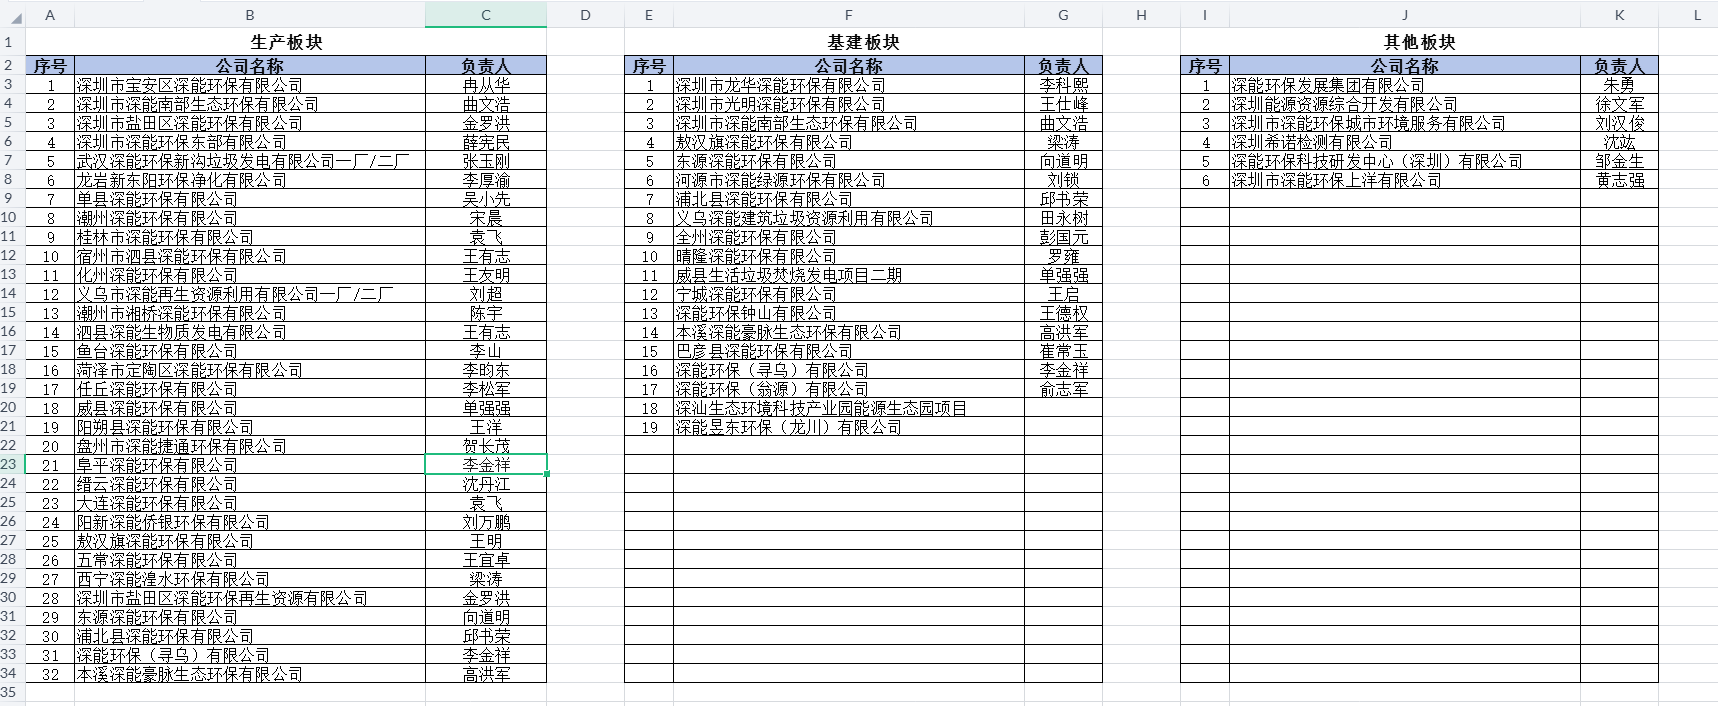 A B C D E F G H I J K L
1 生产板块 基建板块 其他板块
2 序号 公司名称 负责人 序号 公司名称 负责人 序号 公司名称 负责人
3 1 深圳市宝安区深能环保有限公司 冉从华 1 深圳市龙华深能环保有限公司 李科熙 1 深能环保发展集团有限公司 朱勇
4 2 深圳市深能南部生态环保有限公司 曲文浩 2 深圳市光明深能环保有限公司 王仕峰 2 深圳能源资源综合开发有限公司 徐文军
5 3 深圳市盐田区深能环保有限公司 金罗洪 3 深圳市深能南部生态环保有限公司 曲文浩 3 深圳市深能环保城市环境服务有限公司 刘汉俊
6 4 深圳市深能环保东部有限公司 薛宪民 4 敖汉旗深能环保有限公司 梁涛 4 深圳希诺检测有限公司 沈竑
7 5 武汉深能环保新沟垃圾发电有限公司一厂/二厂 张玉刚 5 东源深能环保有限公司 向道明 5 深能环保科技研发中心（深圳）有限公司 邹金生
8 6 龙岩新东阳环保净化有限公司 李厚渝 6 河源市深能绿源环保有限公司 刘锁 6 深圳市深能环保上洋有限公司 黄志强
9 7 单县深能环保有限公司 吴小先 7 浦北县深能环保有限公司 邱书荣
10 8 潮州深能环保有限公司 宋晨 8 义乌深能建筑垃圾资源利用有限公司 田永树
11 9 桂林市深能环保有限公司 袁飞 9 全州深能环保有限公司 彭国元
12 10 宿州市泗县深能环保有限公司 王有志 10 晴隆深能环保有限公司 罗雍
13 11 化州深能环保有限公司 王友明 11 威县生活垃圾焚烧发电项目二期 单强强
14 12 义乌市深能再生资源利用有限公司一厂/二厂 刘超 12 宁城深能环保有限公司 王启
15 13 潮州市湘桥深能环保有限公司 陈宇 13 深能环保钟山有限公司 王德权
16 14 泗县深能生物质发电有限公司 王有志 14 本溪深能豪脉生态环保有限公司 高洪军
17 15 鱼台深能环保有限公司 李山 15 巴彦县深能环保有限公司 崔常玉
18 16 菏泽市定陶区深能环保有限公司 李昀东 16 深能环保（寻乌）有限公司 李金祥
19 17 任丘深能环保有限公司 李松军 17 深能环保（翁源）有限公司 俞志军
20 18 威县深能环保有限公司 单强强 18 深汕生态环境科技产业园能源生态园项目
21 19 阳朔县深能环保有限公司 王洋 19 深能昱东环保（龙川）有限公司
22 20 盘州市深能捷通环保有限公司 贺长茂
23 21 阜平深能环保有限公司 李金祥
24 22 缙云深能环保有限公司 沈丹江
25 23 大连深能环保有限公司 袁飞
26 24 阳新深能侨银环保有限公司 刘万鹏
27 25 敖汉旗深能环保有限公司 王明
28 26 五常深能环保有限公司 王宜卓
29 27 西宁深能湟水环保有限公司 梁涛
30 28 深圳市盐田区深能环保再生资源有限公司 金罗洪
31 29 东源深能环保有限公司 向道明
32 30 浦北县深能环保有限公司 邱书荣
33 31 深能环保（寻乌）有限公司 李金祥
34 32 本溪深能豪脉生态环保有限公司 高洪军
35